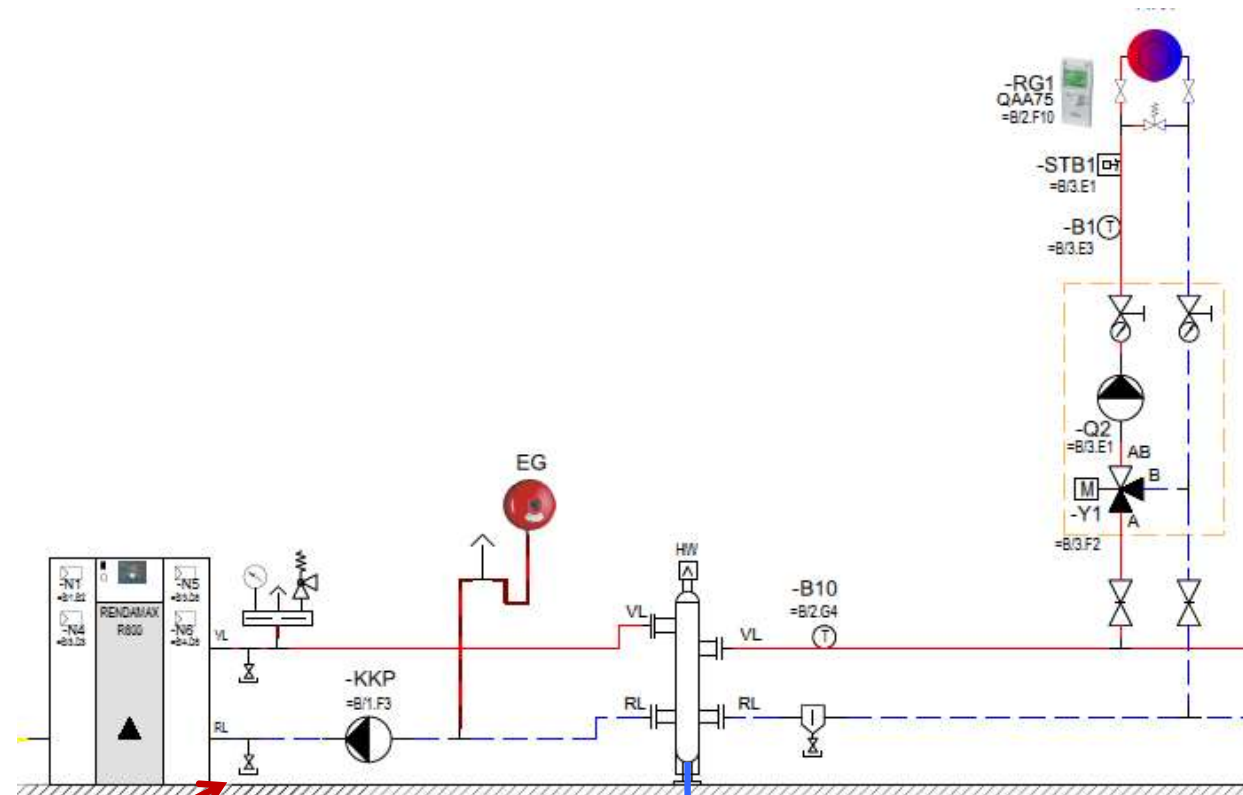 -RG1
QAA75
=B/2.F10
-STB1
=B/3.E1
-B1
T
=B/3.E3
-Q2
=B/3.E1
AB
B
M
-Y1
A
=B/3.F2
EG
HW
-N1
-N5
-N4
-N6
RENDAMAX
R600
VL
VL
VL
-B10
=B/2.G4
T
-KKP
=B/1.F3
RL
RL
RL